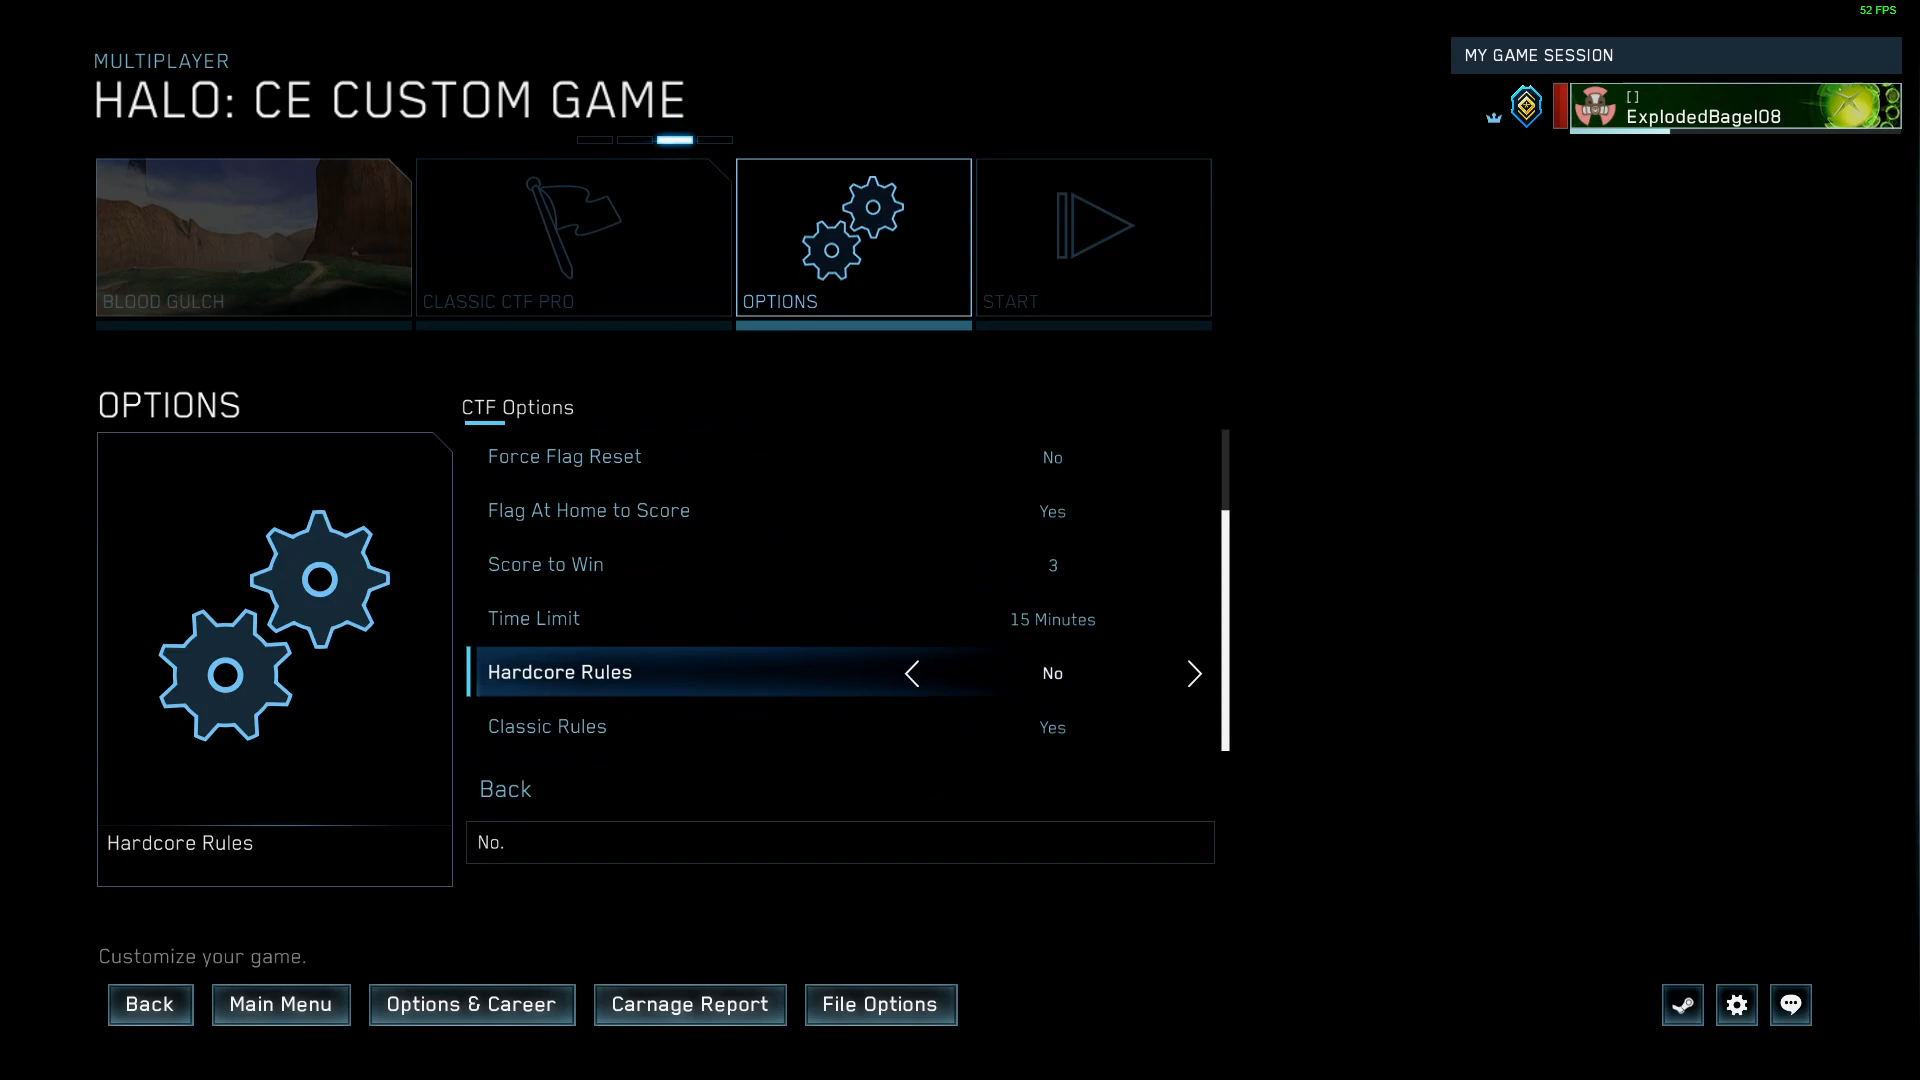 52 FPS
MULTIPLAYER
HALO: CE CUSTOM GAME
MY GAME SESSION
[]
ExplodedBagel08
BLOOD GULCH
CLASSIC CTF PRO
OPTIONS
START
OPTIONS
CTF Options
Force Flag Reset No
Flag At Home to Score Yes
Score to Win 3
Time Limit 15 Minutes
Hardcore Rules No
Classic Rules Yes
Back
Hardcore Rules
No.
Customize your game.
Back
Main Menu
Options & Career
Carnage Report
File Options